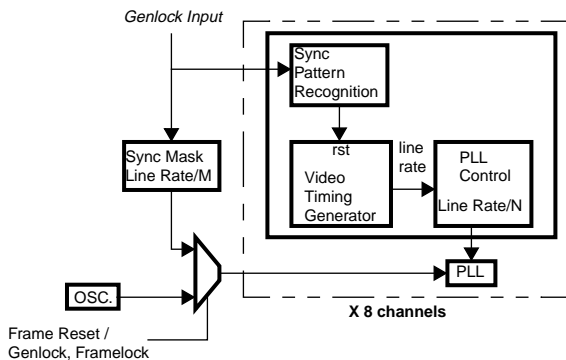 Genlock Input
Sync
Pattern
Recognition
Sync Mask
Line Rate/M
rst
Video
Timing
Generator
line
rate
PLL
Control
Line Rate/N
OSC.
PLL
X 8 channels
Frame Reset /
Genlock, Framelock